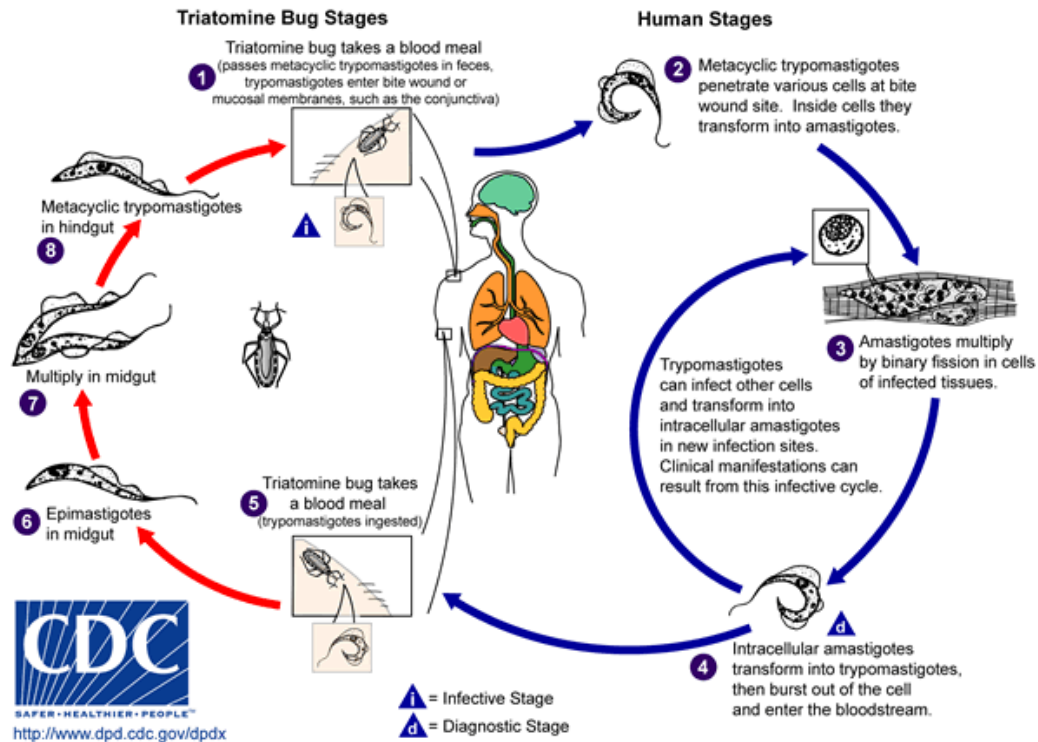 Triatomine Bug Stages
Human Stages
1
Triatomine bug takes a blood meal
(passes metacyclic trypomastigotes in feces,
trypomastigotes enter bite wound or
mucosal membranes, such as the conjunctiva)
i
2
Metacyclic trypomastigotes
penetrate various cells at bite
wound site. Inside cells they
transform into amastigotes.
3
Amastigotes multiply
by binary fission in cells
of infected tissues.
Trypomastigotes
can infect other cells
and transform into
intracellular amastigotes
in new infection sites.
Clinical manifestations can
result from this infective cycle.
d
4
Intracellular amastigotes
transform into trypomastigotes,
then burst out of the cell
and enter the bloodstream.
5
Triatomine bug takes
a blood meal
(trypomastigotes ingested)
6
Epimastigotes
in midgut
Multiply in midgut
7
Metacyclic trypomastigotes
in hindgut
8
i = Infective Stage
d = Diagnostic Stage
CDC
SAFER•HEALTHIER•PEOPLE™
http://www.dpd.cdc.gov/dpdx